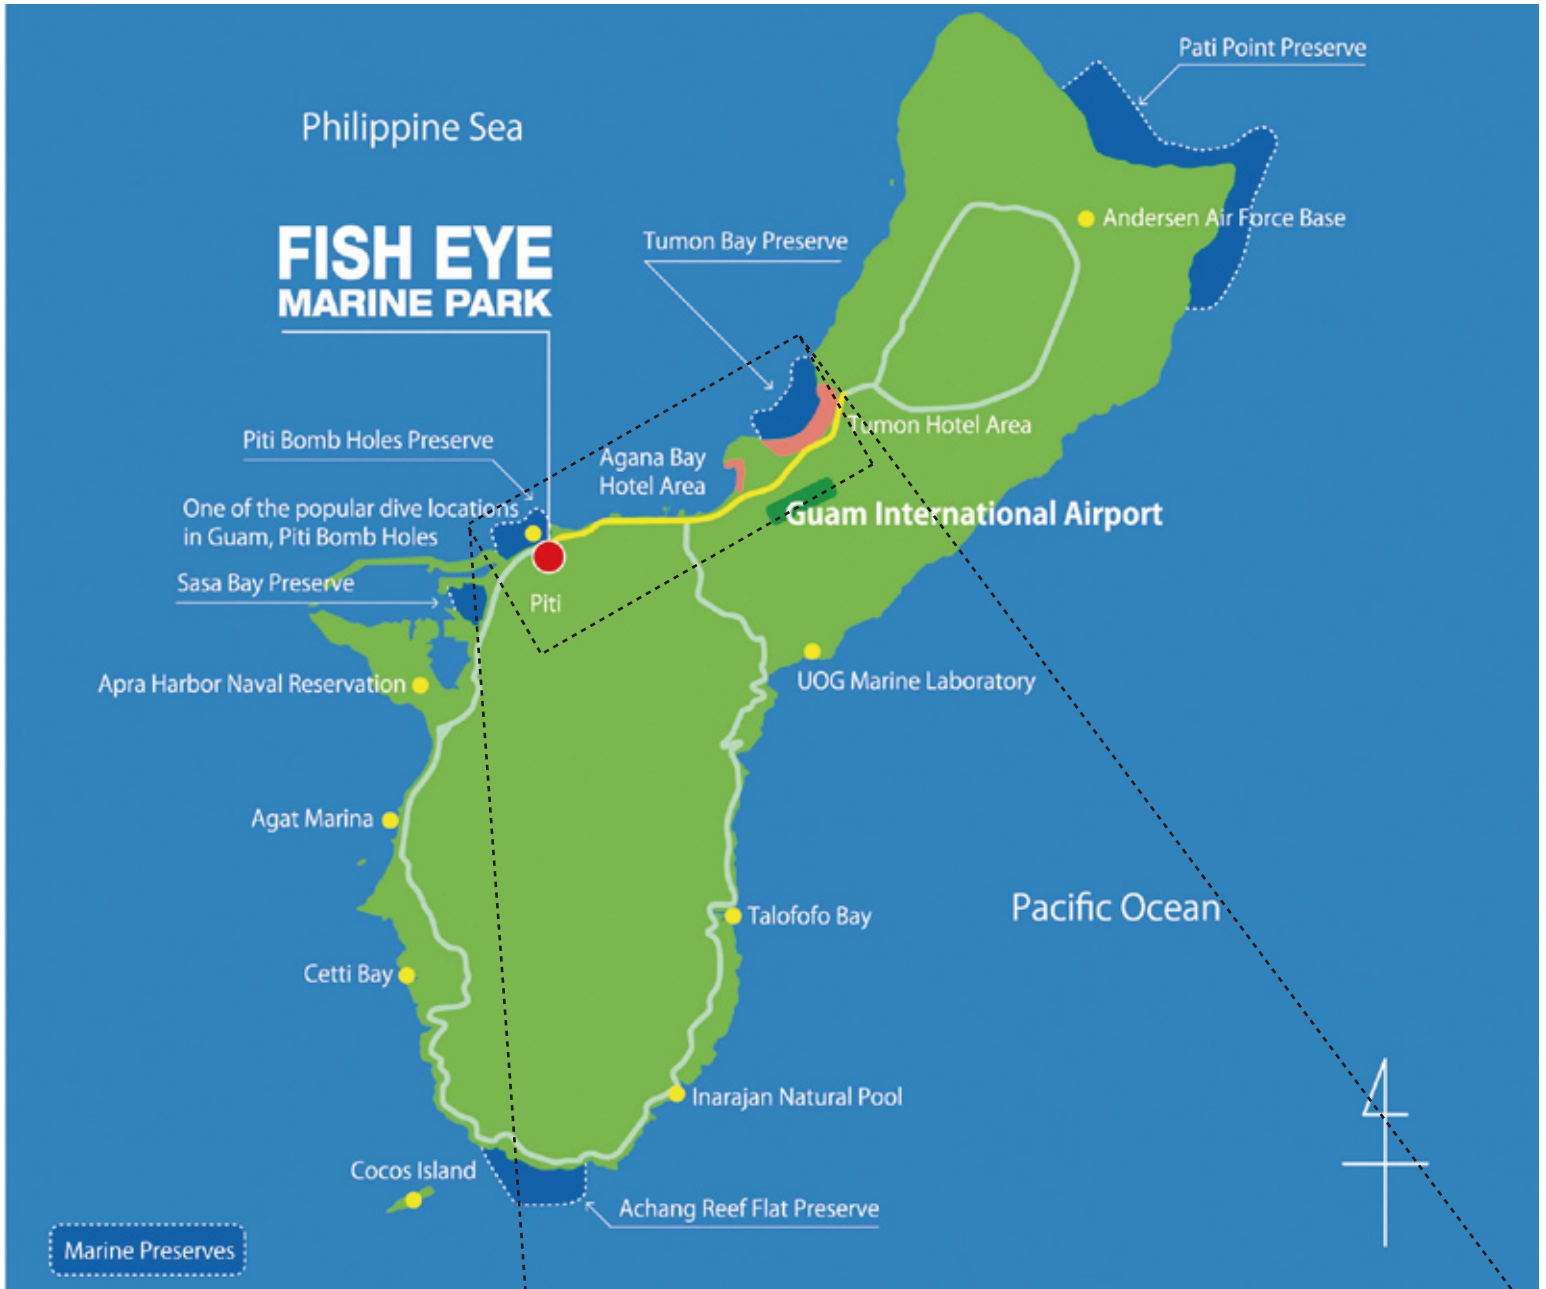 Pati Point Preserve
Philippine Sea
Andersen Air Force Base
FISH EYE
MARINE PARK
Tumon Bay Preserve
Tumon Hotel Area
Piti Bomb Holes Preserve
Agana Bay
Hotel Area
One of the popular dive locations
in Guam, Piti Bomb Holes
Guam International Airport
Sasa Bay Preserve
Piti
Apra Harbor Naval Reservation
UOG Marine Laboratory
Agat Marina
Pacific Ocean
Talofofo Bay
Cetti Bay
Inarajan Natural Pool
Cocos Island
Achang Reef Flat Preserve
Marine Preserves